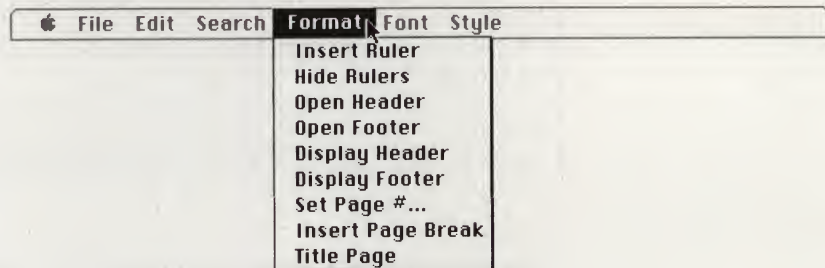 File Edit Search Format Font Style
Insert Ruler
Hide Rulers
Open Header
Open Footer
Display Header
Display Footer
Set Page #...
Insert Page Break
Title Page